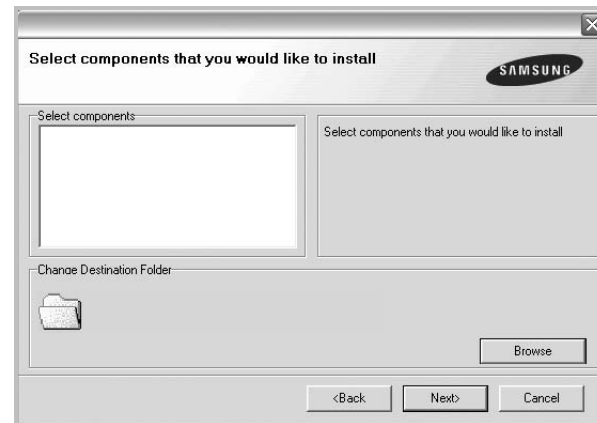 Select components that you would like to install
SAMSUNG
Select components
Select components that you would like to install
Change Destination Folder
Browse
<Back
Next>
Cancel